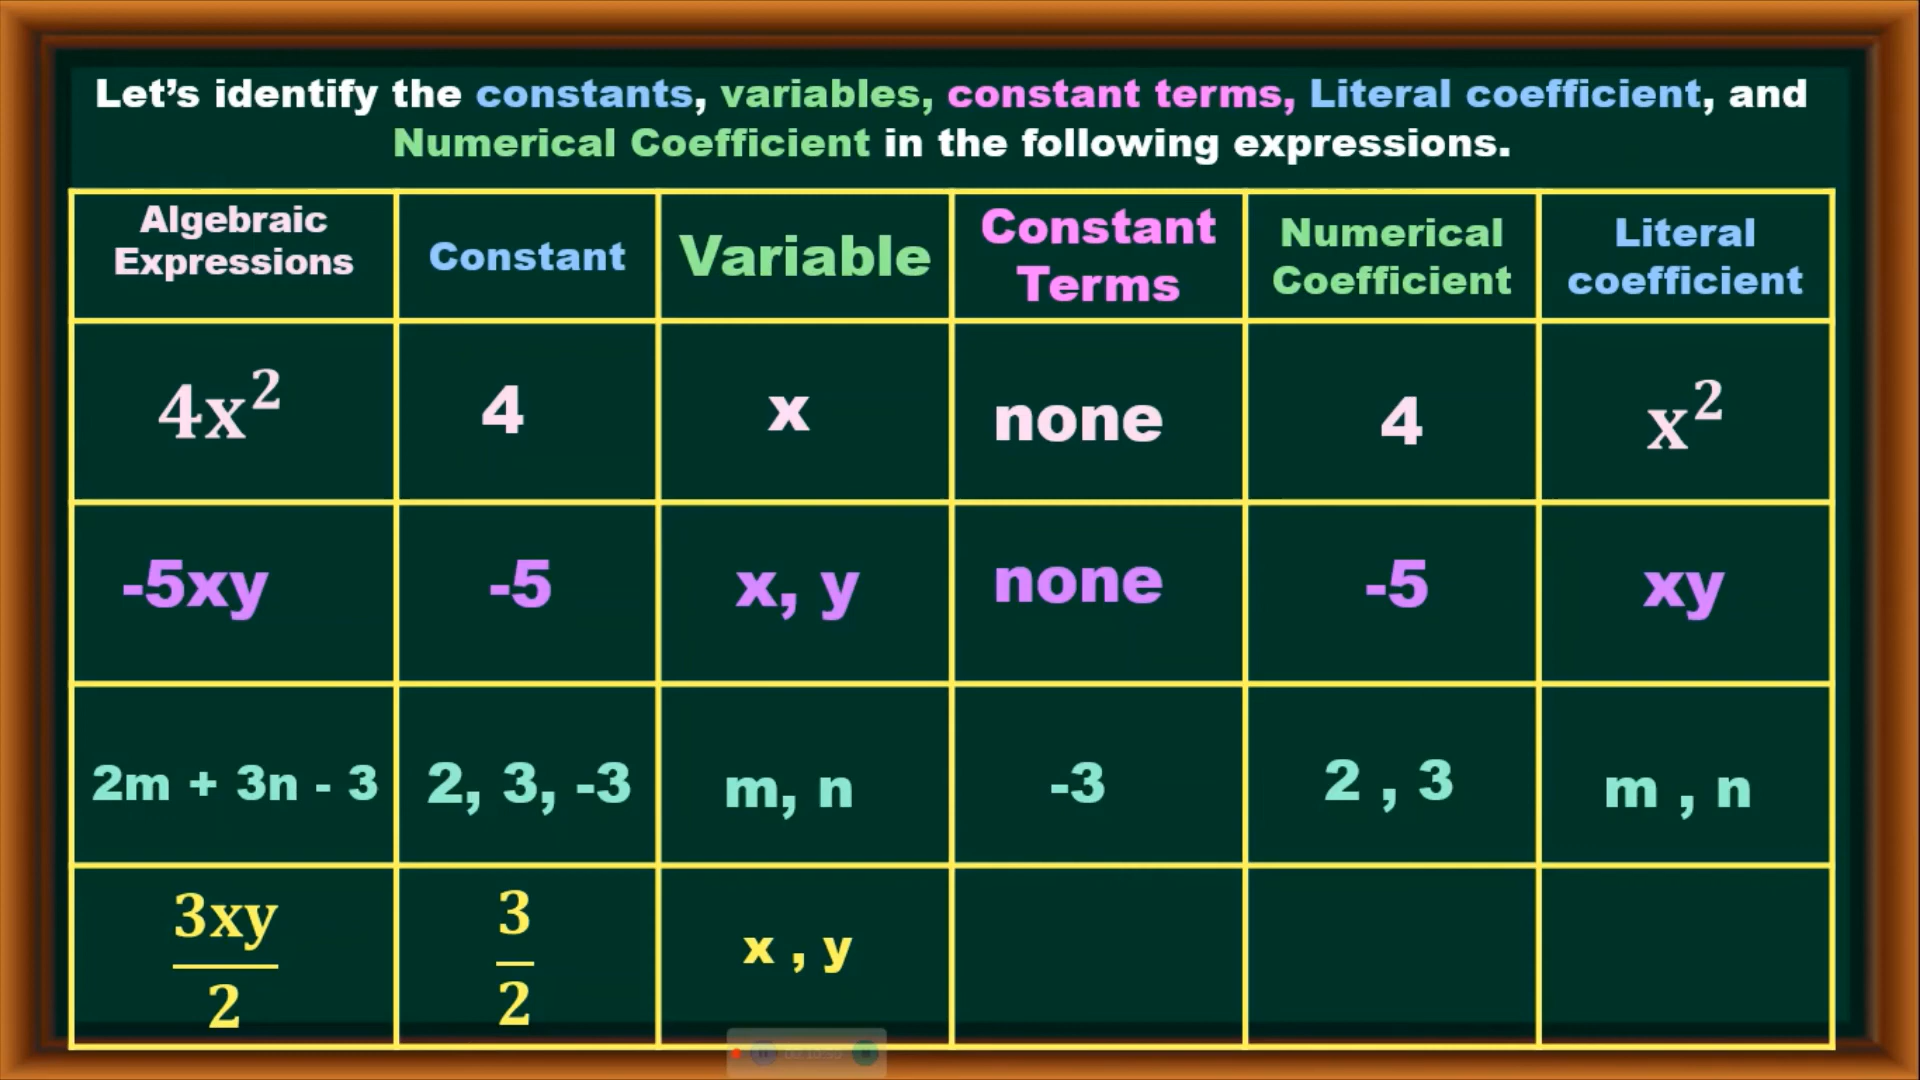 Let’s identify the constants, variables, constant terms, Literal coefficient, and
Numerical Coefficient in the following expressions.
Algebraic
Expressions
Constant
Variable
Constant
Terms
Numerical
Coefficient
Literal
coefficient
4x²
4
x
none
4
x²
-5xy
-5
x, y
none
-5
xy
2m + 3n - 3
2, 3, -3
m, n
-3
2 , 3
m , n
3xy
2
3
2
x , y